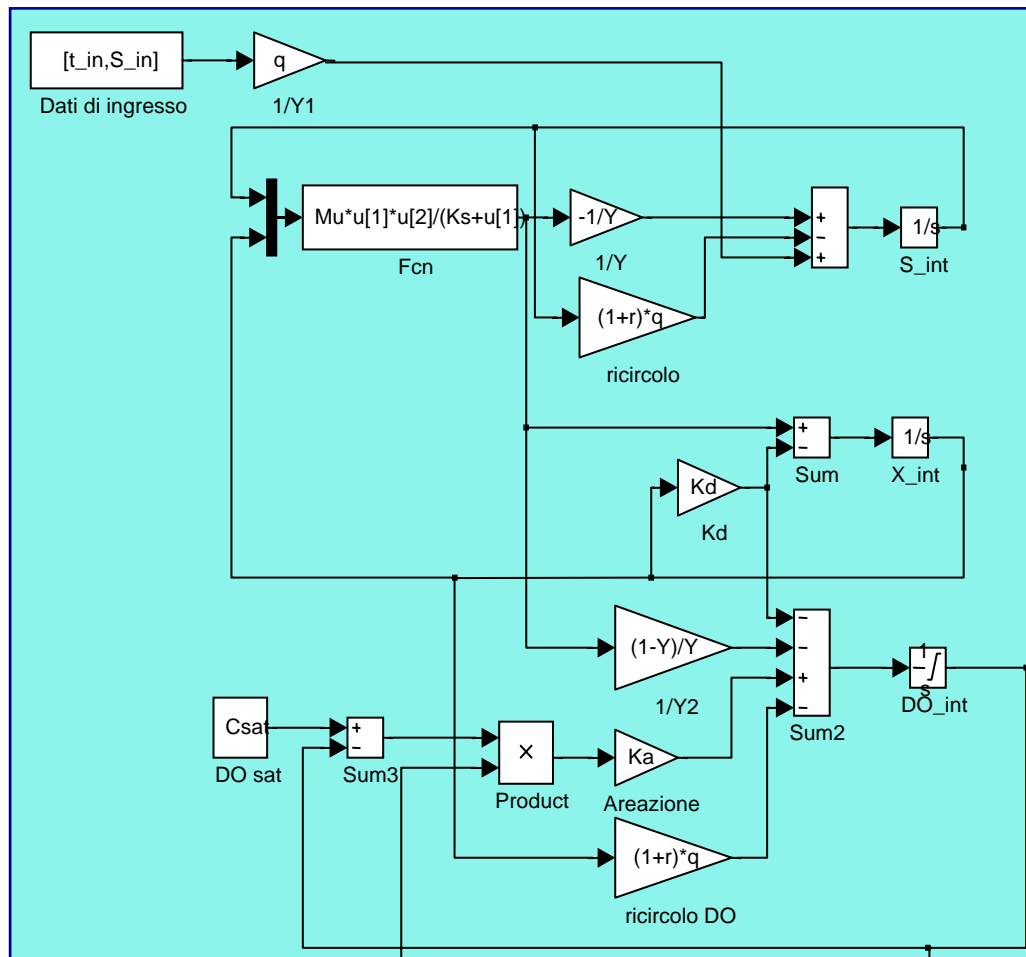 [t_in,S_in]
Dati di ingresso
q
1/Y1
Mu*u[1]*u[2]/(Ks+u[1])
Fcn
-1/Y
1/Y
+
−
+
1/s
S_int
(1+r)*q
ricircolo
+
−
Sum
1/s
X_int
Kd
Kd
(1-Y)/Y
1/Y2
−
−
+
−
Sum2
1
s
DO_int
Csat
DO sat
+
−
Sum3
×
Product
Ka
Areazione
(1+r)*q
ricircolo DO